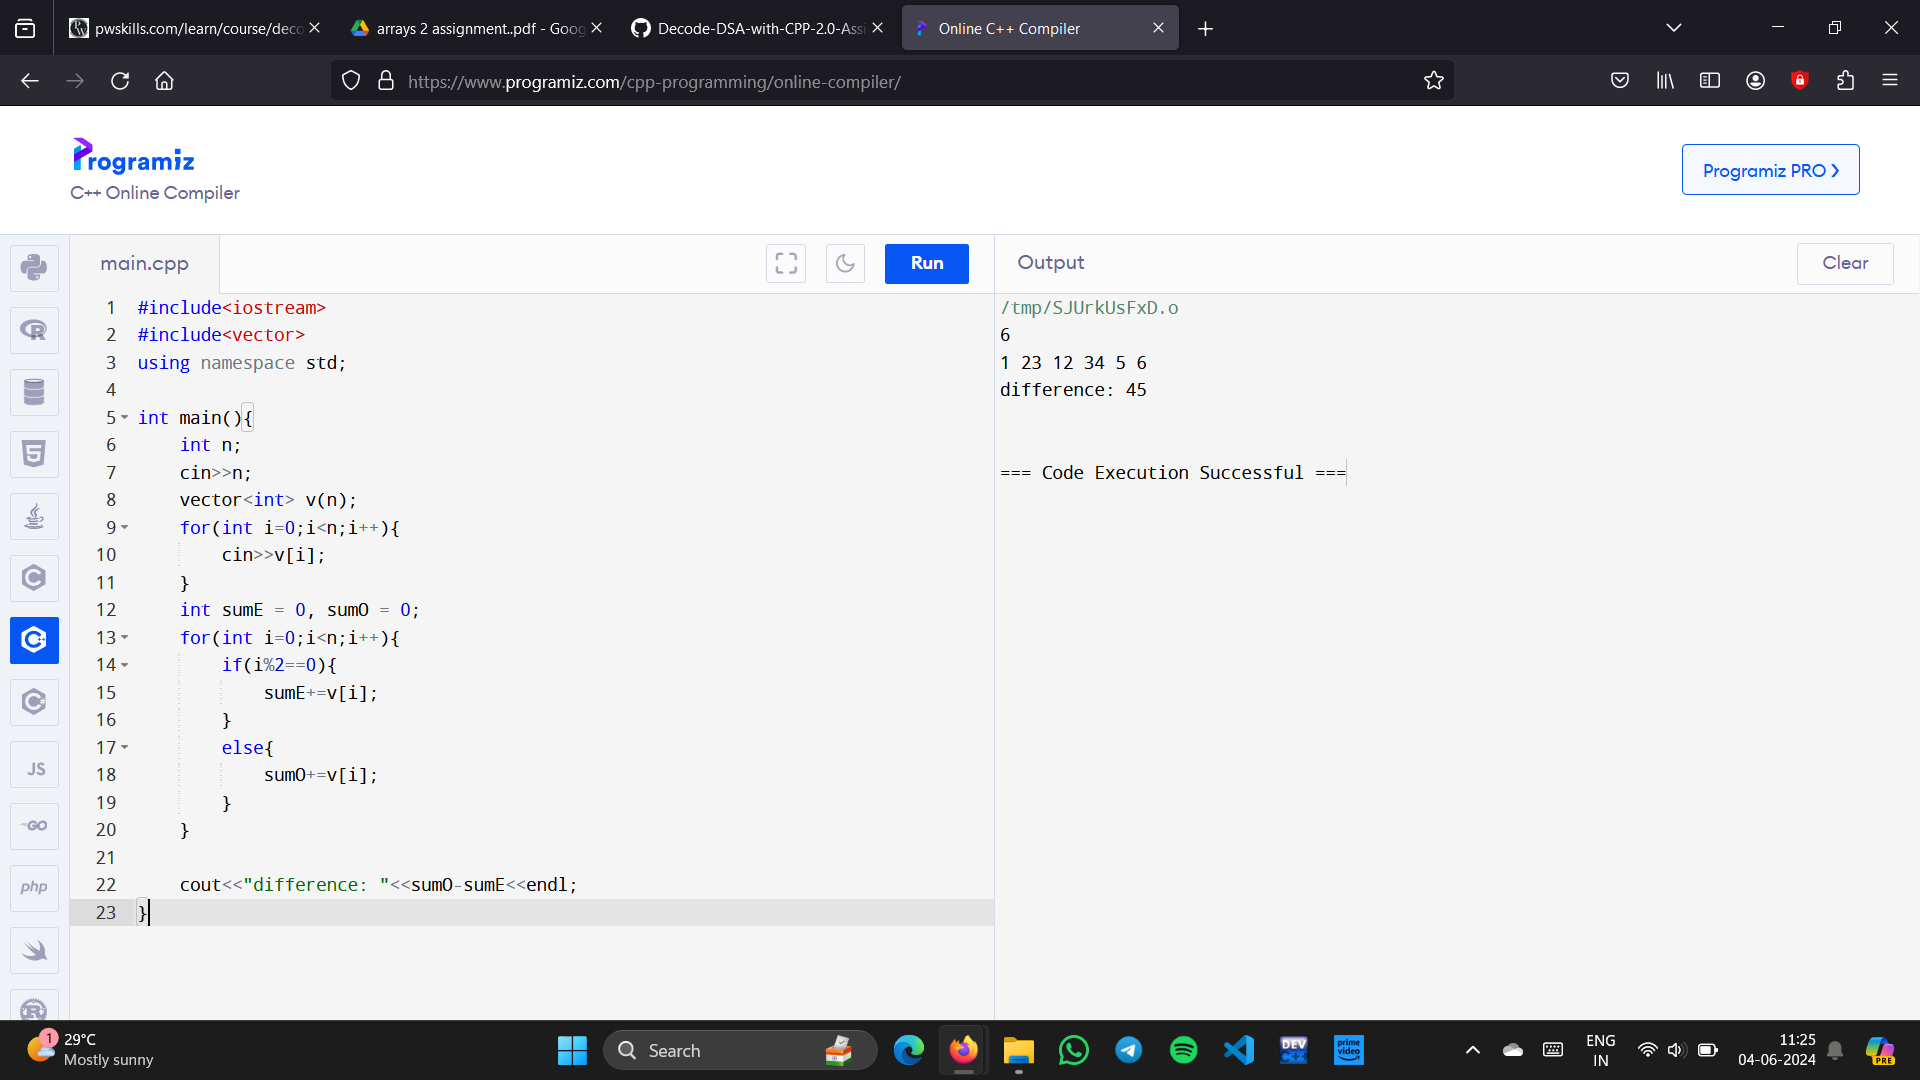 pwskills.com/learn/course/deco
arrays 2 assignment..pdf - Goog
Decode-DSA-with-CPP-2.0-Assi
Online C++ Compiler
https://www.programiz.com/cpp-programming/online-compiler/
Programiz
C++ Online Compiler
Programiz PRO ❯
main.cpp
Run
1 #include<iostream>
2 #include<vector>
3 using namespace std;
4
5 int main(){
6 int n;
7 cin>>n;
8 vector<int> v(n);
9 for(int i=0;i<n;i++){
10 cin>>v[i];
11 }
12 int sumE = 0, sumO = 0;
13 for(int i=0;i<n;i++){
14 if(i%2==0){
15 sumE+=v[i];
16 }
17 else{
18 sumO+=v[i];
19 }
20 }
21
22 cout<<"difference: "<<sumO-sumE<<endl;
23 }
Output
Clear
/tmp/SJUrkUsFxD.o
6
1 23 12 34 5 6
difference: 45
=== Code Execution Successful ===
JS
GO
php
1
29°C
Mostly sunny
Search
DEV
C++
prime
video
ENG
IN
11:25
04-06-2024
PRE